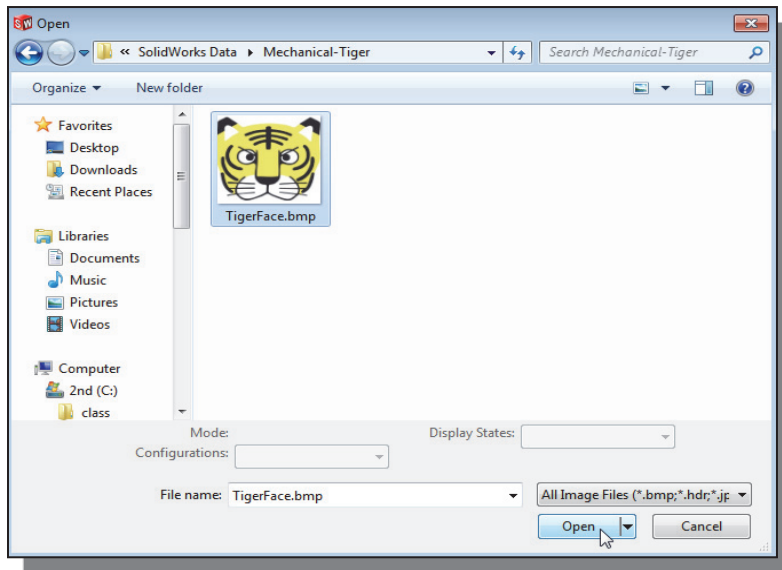 SW Open
« SolidWorks Data ▸ Mechanical-Tiger Search Mechanical-Tiger
Organize ▾ New folder
Favorites
Desktop
Downloads
Recent Places
Libraries
Documents
Music
Pictures
Videos
Computer
2nd (C:)
class
TigerFace.bmp
Mode:
Configurations:
Display States:
File name: TigerFace.bmp All Image Files (*.bmp;*.hdr;*.jp
Open Cancel